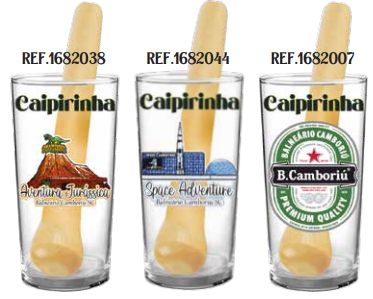 REF.1682038
Caipirinha
Aventura Jurássica
Balneário Camboriú SC
REF.1682044
Caipirinha
Space Adventure
Balneário Camboriú SC
REF.1682007
Caipirinha
BALNEÁRIO CAMBORIÚ
B.Camboriú
PREMIUM QUALITY